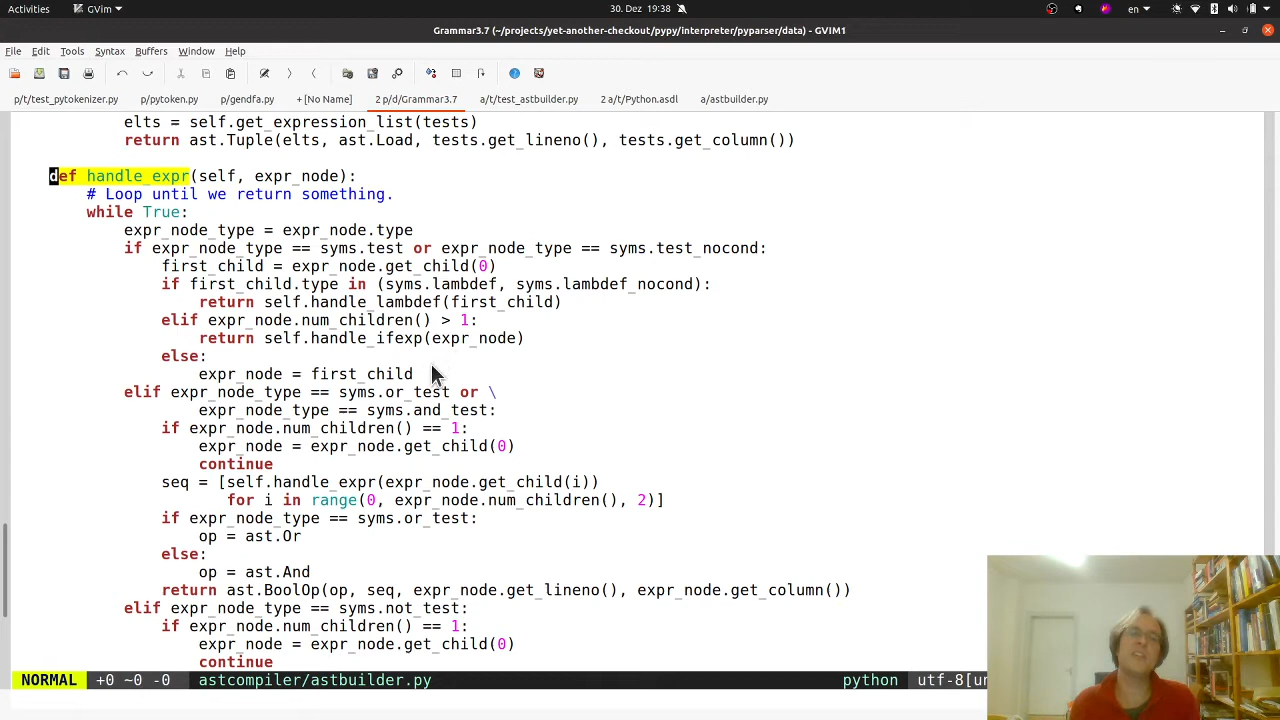 Activities GVim 30. Dez 19:38 en
Grammar3.7 (~/projects/yet-another-checkout/pypy/interpreter/pyparser/data) - GVIM1
File Edit Tools Syntax Buffers Window Help
p/t/test_pytokenizer.py p/pytoken.py p/gendfa.py + [No Name] 2 p/d/Grammar3.7 a/t/test_astbuilder.py 2 a/t/Python.asdl a/astbuilder.py
elts = self.get_expression_list(tests)
return ast.Tuple(elts, ast.Load, tests.get_lineno(), tests.get_column())
def handle_expr(self, expr_node):
# Loop until we return something.
while True:
expr_node_type = expr_node.type
if expr_node_type == syms.test or expr_node_type == syms.test_nocond:
first_child = expr_node.get_child(0)
if first_child.type in (syms.lambdef, syms.lambdef_nocond):
return self.handle_lambdef(first_child)
elif expr_node.num_children() > 1:
return self.handle_ifexp(expr_node)
else:
expr_node = first_child
elif expr_node_type == syms.or_test or \
expr_node_type == syms.and_test:
if expr_node.num_children() == 1:
expr_node = expr_node.get_child(0)
continue
seq = [self.handle_expr(expr_node.get_child(i))
for i in range(0, expr_node.num_children(), 2)]
if expr_node_type == syms.or_test:
op = ast.Or
else:
op = ast.And
return ast.BoolOp(op, seq, expr_node.get_lineno(), expr_node.get_column())
elif expr_node_type == syms.not_test:
if expr_node.num_children() == 1:
expr_node = expr_node.get_child(0)
continue
NORMAL +0 ~0 -0 astcompiler/astbuilder.py python utf-8[un